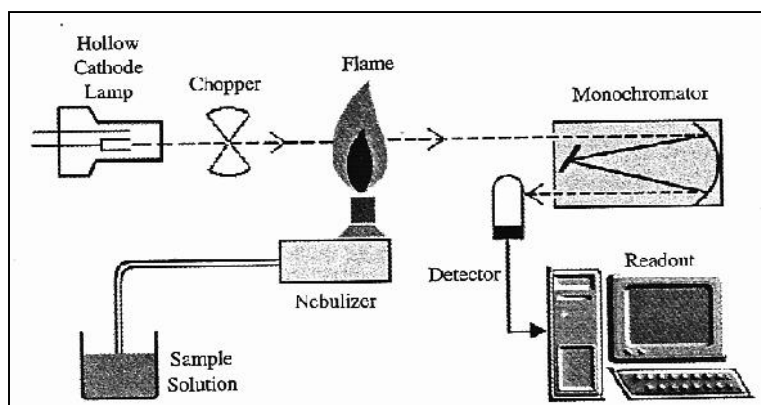 Hollow
Cathode
Lamp
Chopper
Flame
Monochromator
Nebulizer
Detector
Readout
Sample
Solution